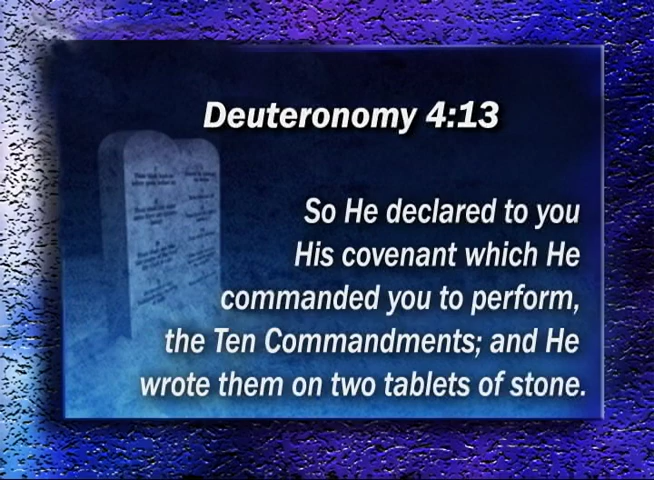 Deuteronomy 4:13
So He declared to you
His covenant which He
commanded you to perform,
the Ten Commandments; and He
wrote them on two tablets of stone.